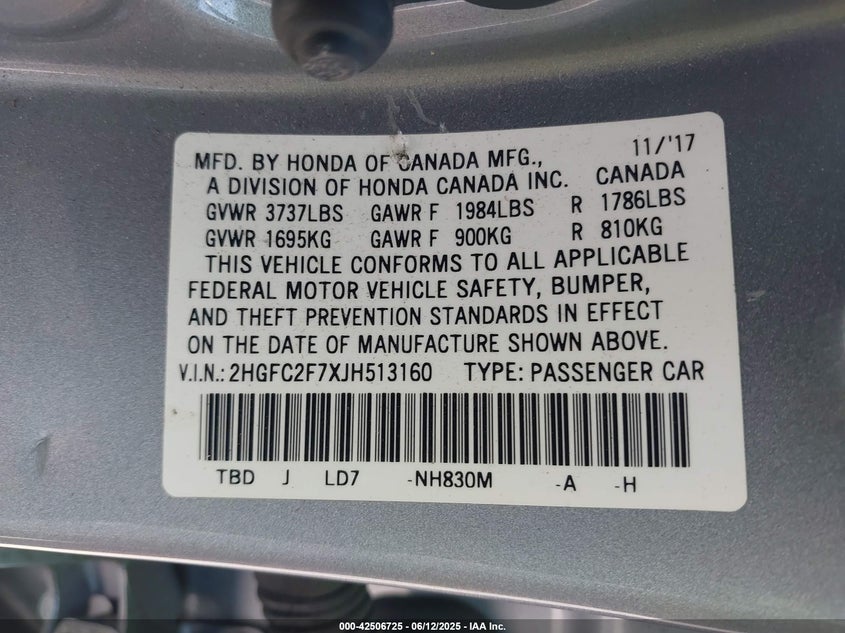 MFD. BY HONDA OF CANADA MFG., 11/'17
A DIVISION OF HONDA CANADA INC. CANADA
GVWR 3737LBS GAWR F 1984LBS R 1786LBS
GVWR 1695KG GAWR F 900KG R 810KG
THIS VEHICLE CONFORMS TO ALL APPLICABLE
FEDERAL MOTOR VEHICLE SAFETY, BUMPER,
AND THEFT PREVENTION STANDARDS IN EFFECT
ON THE DATE OF MANUFACTURE SHOWN ABOVE.
V.I.N.: 2HGFC2F7XJH513160 TYPE: PASSENGER CAR
TBD J LD7 -NH830M -A -H
000-42506725 - 06/12/2025 - IAA Inc.